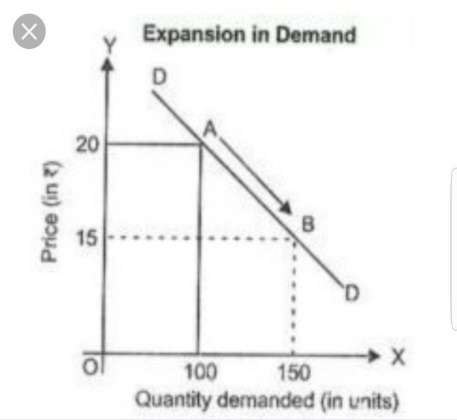 Expansion in Demand
Y
D
A
20
Price (in ₹)
15
B
D
O
X
100
150
Quantity demanded (in units)